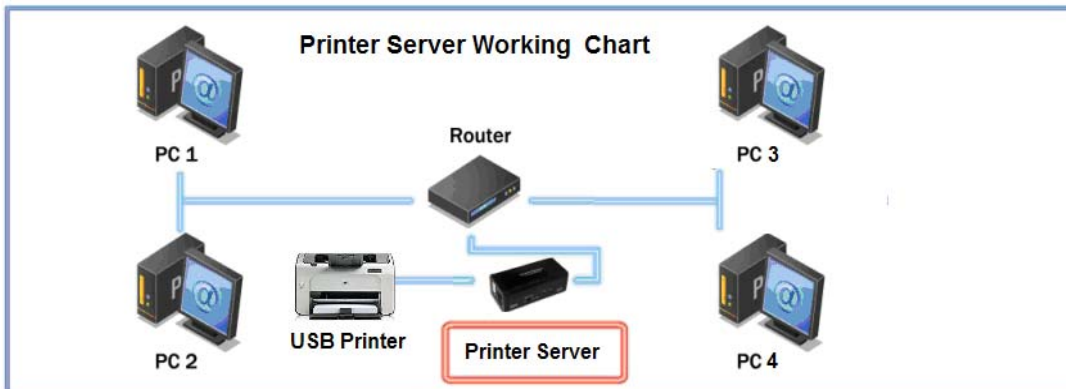 Printer Server Working Chart
PC 1
Router
PC 3
PC 2
USB Printer
Printer Server
PC 4